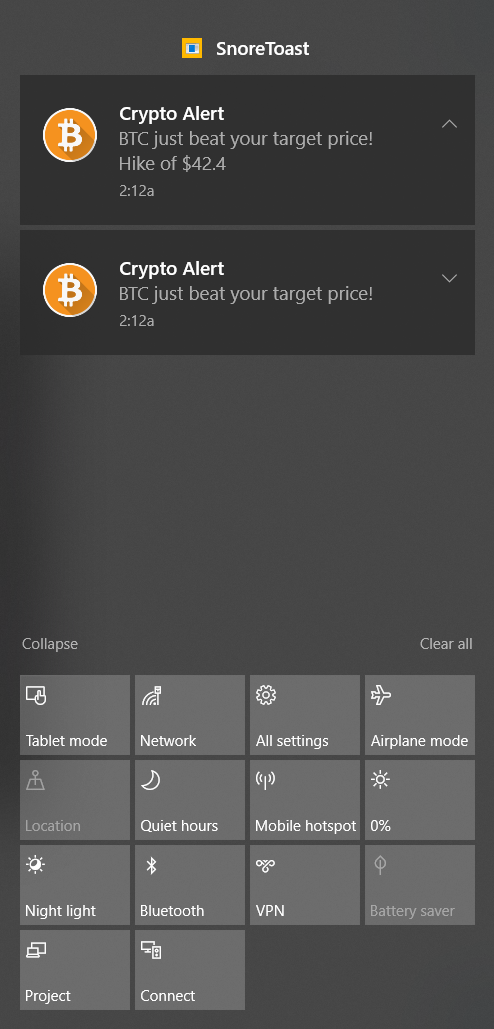 SnoreToast
Crypto Alert
BTC just beat your target price!
Hike of $42.4
2:12a
Crypto Alert
BTC just beat your target price!
2:12a
Collapse Clear all
Tablet mode Network All settings Airplane mode
Location Quiet hours Mobile hotspot 0%
Night light Bluetooth VPN Battery saver
Project Connect